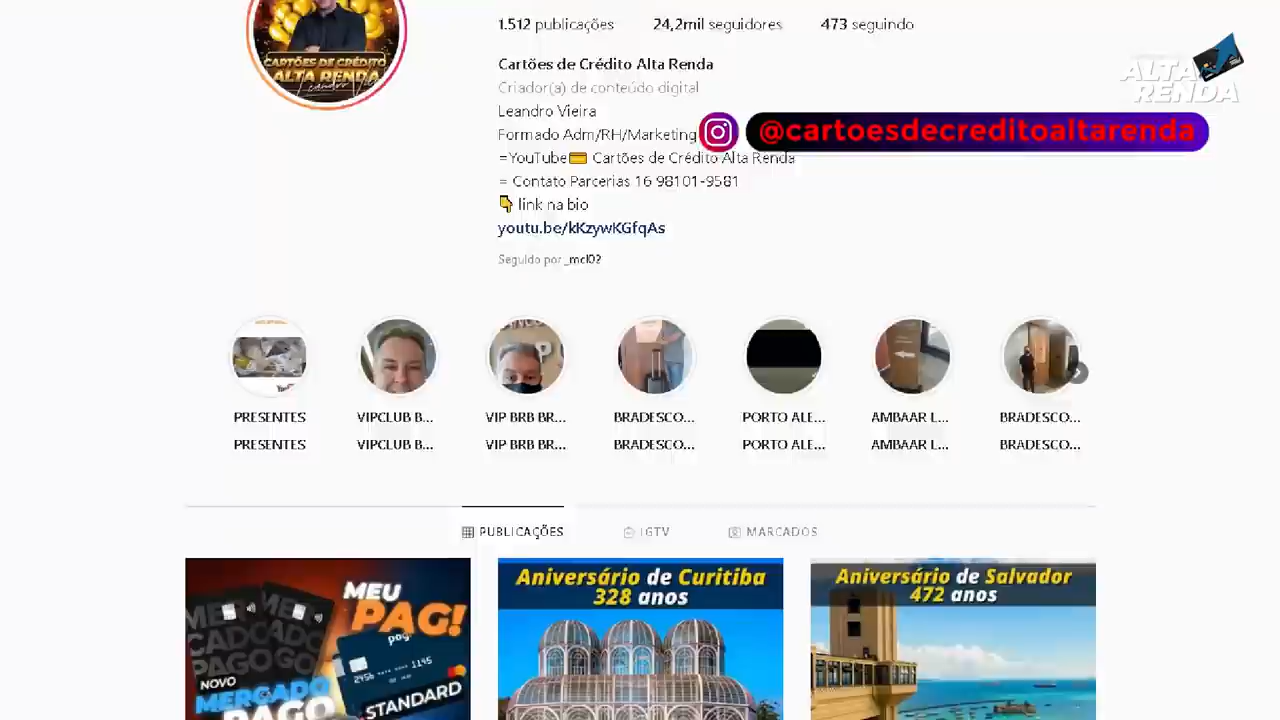 1.512 publicações 24,2mil seguidores 473 seguindo
CARTÕES DE CRÉDITO
ALTA RENDA
Cartões de Crédito Alta Renda
Criador(a) de conteúdo digital
Leandro Vieira
Formado Adm/RH/Marketing
=YouTube💳 Cartões de Crédito Alta Renda
= Contato Parcerias 16 98101-9581
👇 link na bio
youtu.be/kKzywKGfqAs
Seguido por _mcl02
ALTA
RENDA
@cartoesdecreditoaltarenda
PRESENTES VIPCLUB B... VIP BRB BR... BRADESCO... PORTO ALE... AMBAAR L... BRADESCO...
PRESENTES VIPCLUB B... VIP BRB BR... BRADESCO... PORTO ALE... AMBAAR L... BRADESCO...
PUBLICAÇÕES IGTV MARCADOS
MEU
PAG!
pag!
STANDARD
NOVO
MERCADO
PAGO
Aniversário de Curitiba
328 anos
Aniversário de Salvador
472 anos